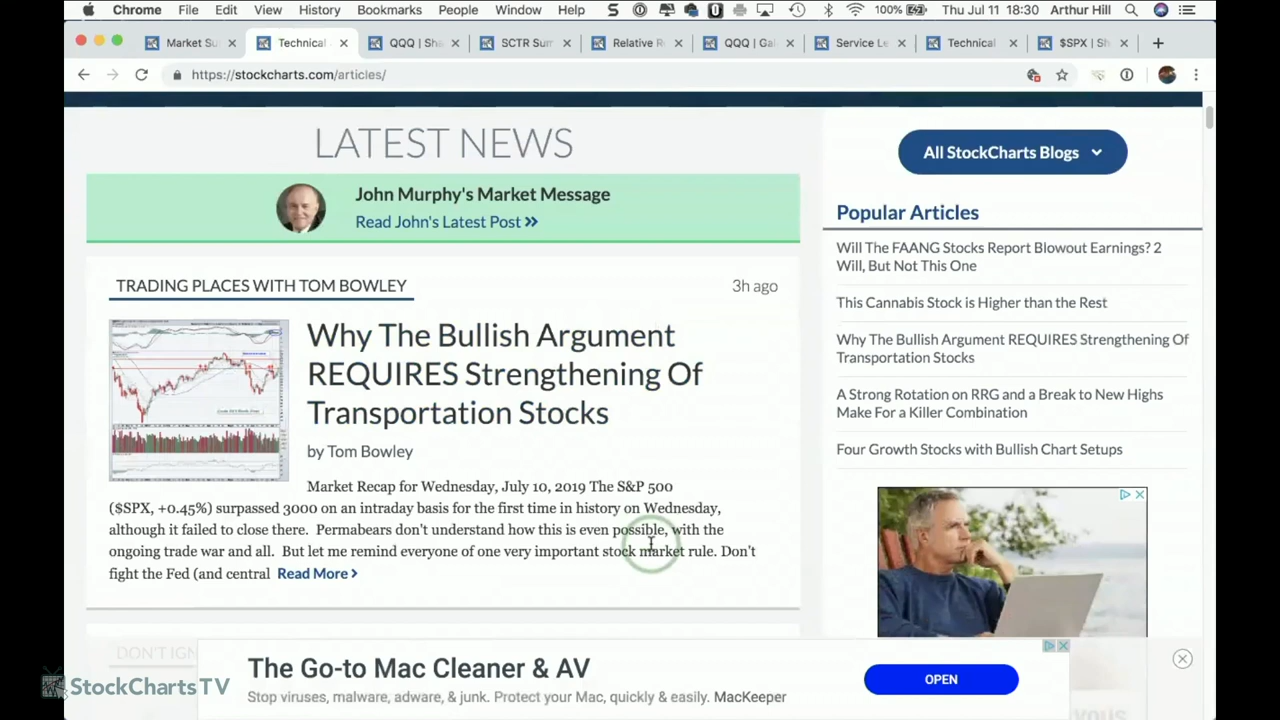 Chrome File Edit View History Bookmarks People Window Help 100% Thu Jul 11 18:30 Arthur Hill
Market Su Technical QQQ | Sha SCTR Sum Relative R QQQ | Gal Service Le Technical $SPX | Sh
https://stockcharts.com/articles/
LATEST NEWS
John Murphy's Market Message
Read John's Latest Post »
TRADING PLACES WITH TOM BOWLEY 3h ago
Why The Bullish Argument
REQUIRES Strengthening Of
Transportation Stocks
by Tom Bowley
Market Recap for Wednesday, July 10, 2019 The S&P 500
($SPX, +0.45%) surpassed 3000 on an intraday basis for the first time in history on Wednesday,
although it failed to close there. Permabears don't understand how this is even possible, with the
ongoing trade war and all. But let me remind everyone of one very important stock market rule. Don't
fight the Fed (and central Read More >
DON'T IGN
All StockCharts Blogs
Popular Articles
Will The FAANG Stocks Report Blowout Earnings? 2
Will, But Not This One
This Cannabis Stock is Higher than the Rest
Why The Bullish Argument REQUIRES Strengthening Of
Transportation Stocks
A Strong Rotation on RRG and a Break to New Highs
Make For a Killer Combination
Four Growth Stocks with Bullish Chart Setups
The Go-to Mac Cleaner & AV
Stop viruses, malware, adware, & junk. Protect your Mac, quickly & easily. MacKeeper
OPEN
StockChartsTV